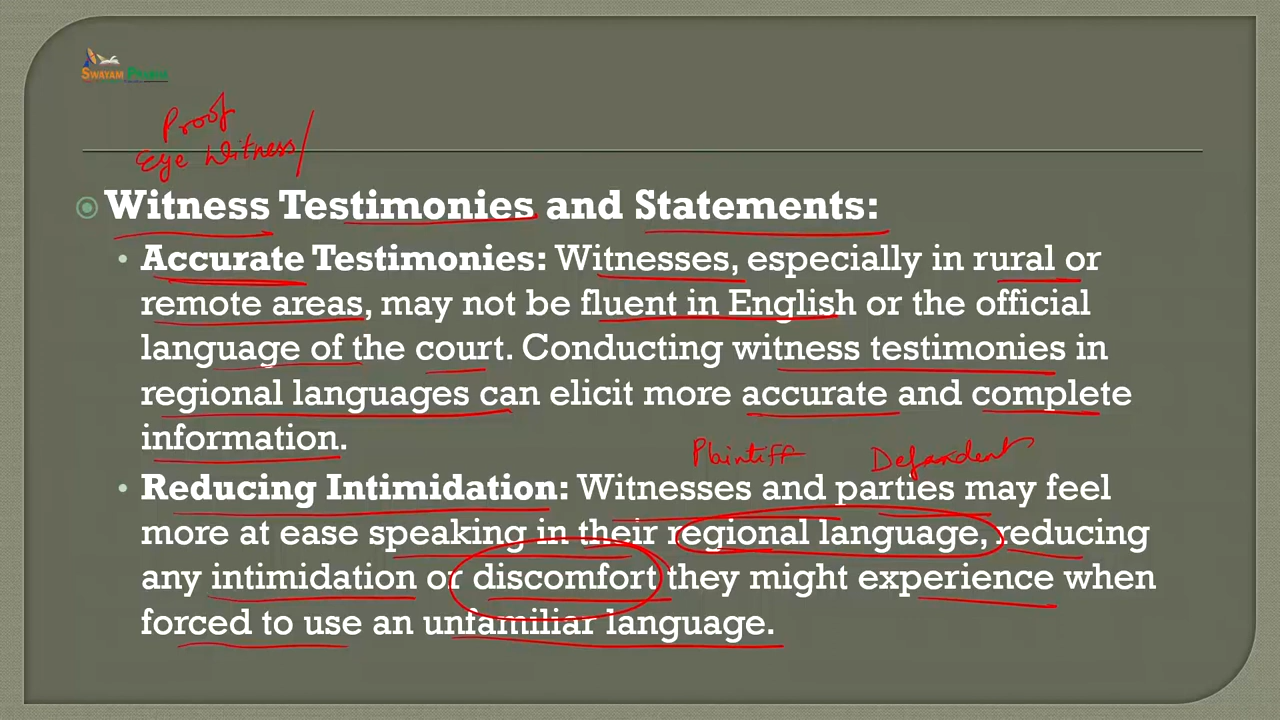 SWAYAM PRABHA
Proof
Eye Witness/
Witness Testimonies and Statements:
• Accurate Testimonies: Witnesses, especially in rural or
remote areas, may not be fluent in English or the official
language of the court. Conducting witness testimonies in
regional languages can elicit more accurate and complete
information.
Plaintiff Defandent
• Reducing Intimidation: Witnesses and parties may feel
more at ease speaking in their regional language, reducing
any intimidation or discomfort they might experience when
forced to use an unfamiliar language.